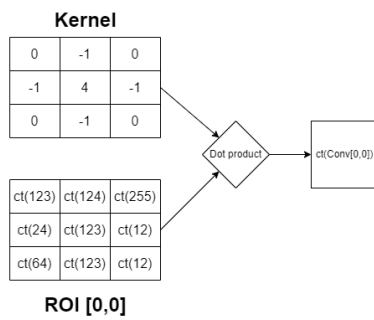 Kernel
0 -1 0
-1 4 -1
0 -1 0
Dot product
ct(Conv[0,0])
ct(123) ct(124) ct(255)
ct(24) ct(123) ct(12)
ct(64) ct(123) ct(12)
ROI [0,0]